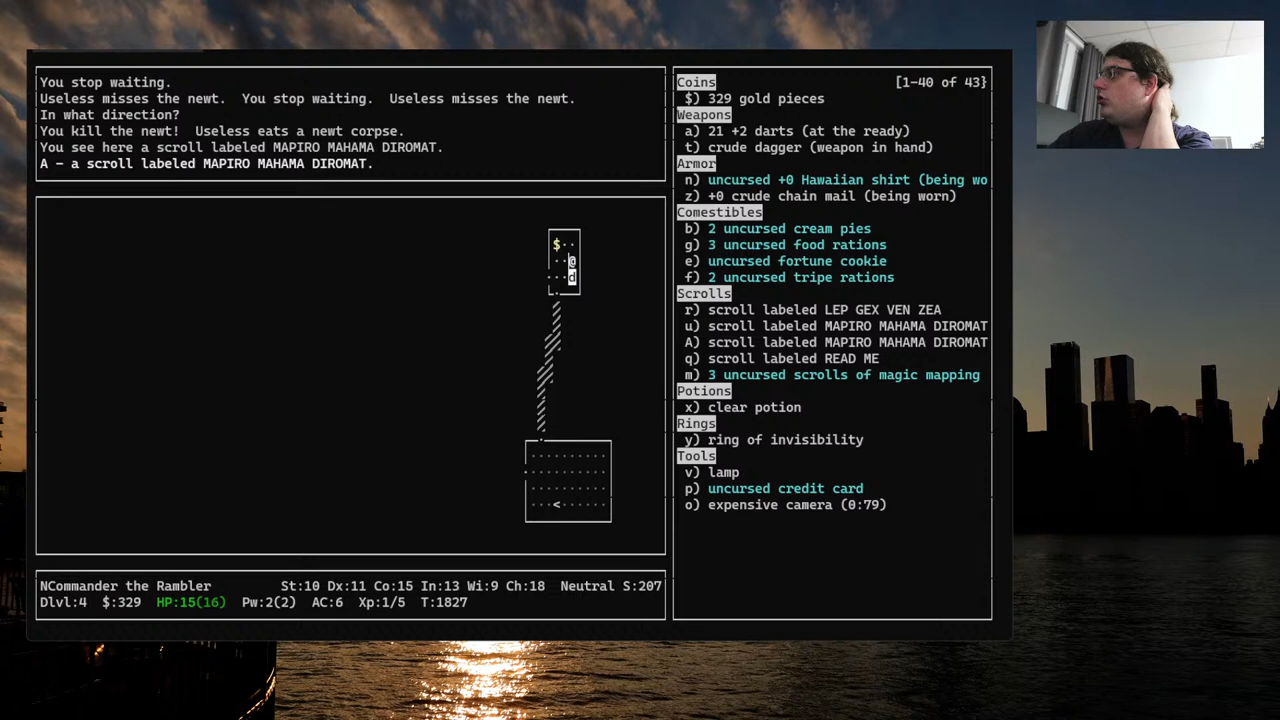 You stop waiting.
Useless misses the newt.  You stop waiting.  Useless misses the newt.
In what direction?
You kill the newt!  Useless eats a newt corpse.
You see here a scroll labeled MAPIRO MAHAMA DIROMAT.
A - a scroll labeled MAPIRO MAHAMA DIROMAT.
$··
··@
···d
···<······
NCommander the Rambler St:10 Dx:11 Co:15 In:13 Wi:9 Ch:18 Neutral S:207
Dlvl:4 $:329 HP:15(16) Pw:2(2) AC:6 Xp:1/5 T:1827
Coins [1-40 of 43}
$) 329 gold pieces
Weapons
a) 21 +2 darts (at the ready)
t) crude dagger (weapon in hand)
Armor
n) uncursed +0 Hawaiian shirt (being wo
z) +0 crude chain mail (being worn)
Comestibles
b) 2 uncursed cream pies
g) 3 uncursed food rations
e) uncursed fortune cookie
f) 2 uncursed tripe rations
Scrolls
r) scroll labeled LEP GEX VEN ZEA
u) scroll labeled MAPIRO MAHAMA DIROMAT
A) scroll labeled MAPIRO MAHAMA DIROMAT
q) scroll labeled READ ME
m) 3 uncursed scrolls of magic mapping
Potions
x) clear potion
Rings
y) ring of invisibility
Tools
v) lamp
p) uncursed credit card
o) expensive camera (0:79)